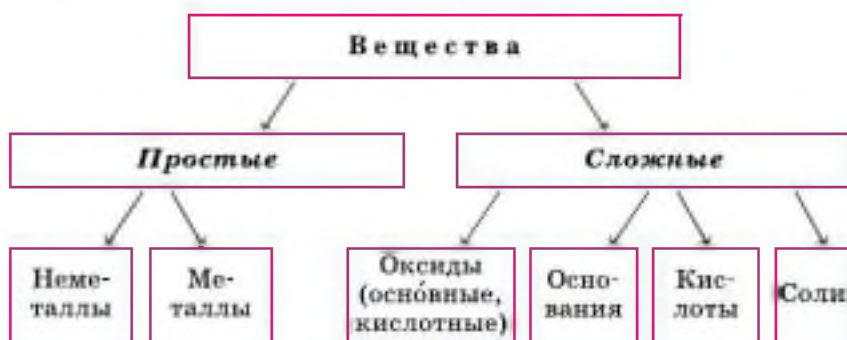 Вещества
Простые
Сложные
Неме-
таллы
Ме-
таллы
Оксиды
(осно́вные,
кислотные)
Осно-
вания
Кис-
лоты
Соли